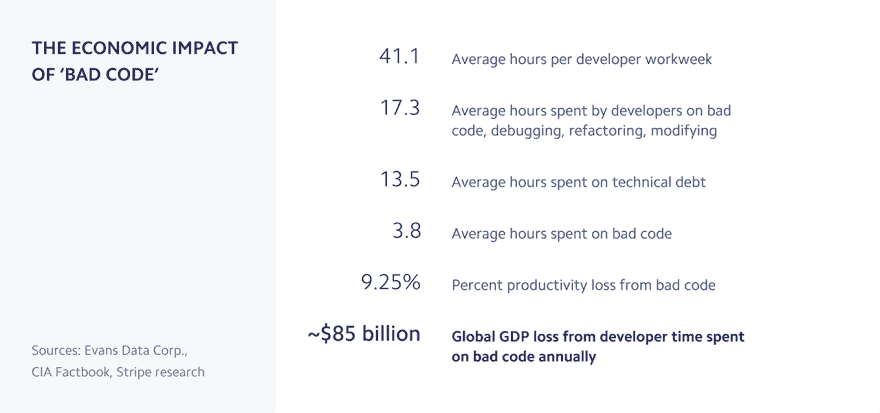 THE ECONOMIC IMPACT
OF ‘BAD CODE‘
41.1 Average hours per developer workweek
17.3 Average hours spent by developers on bad
code, debugging, refactoring, modifying
13.5 Average hours spent on technical debt
3.8 Average hours spent on bad code
9.25% Percent productivity loss from bad code
~$85 billion Global GDP loss from developer time spent
on bad code annually
Sources: Evans Data Corp.,
CIA Factbook, Stripe research